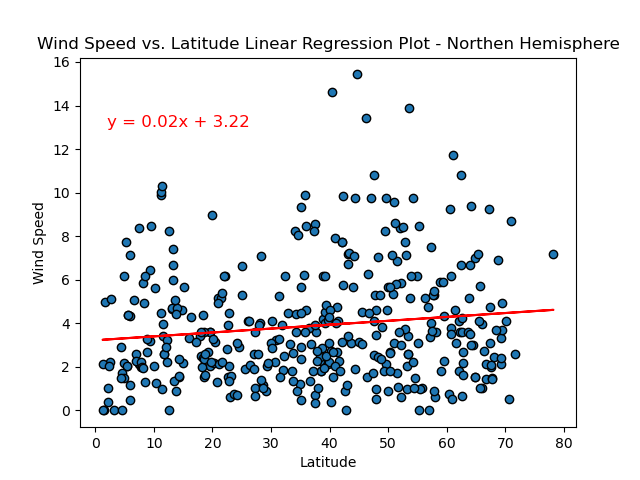 Wind Speed vs. Latitude Linear Regression Plot - Northen Hemisphere
16
14
y = 0.02x + 3.22
12
10
8
6
4
2
0
Wind Speed
0 10 20 30 40 50 60 70 80
Latitude